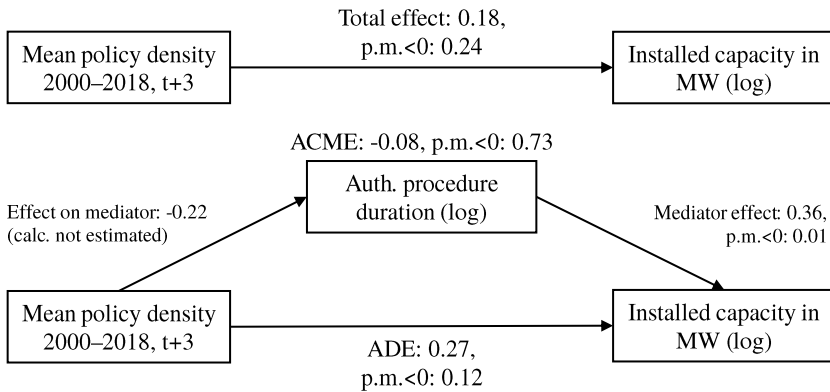 Total effect: 0.18,
p.m.<0: 0.24
Mean policy density
2000–2018, t+3
Installed capacity in
MW (log)
ACME: -0.08, p.m.<0: 0.73
Auth. procedure
duration (log)
Effect on mediator: -0.22
(calc. not estimated)
Mediator effect: 0.36,
p.m.<0: 0.01
Mean policy density
2000–2018, t+3
Installed capacity in
MW (log)
ADE: 0.27,
p.m.<0: 0.12